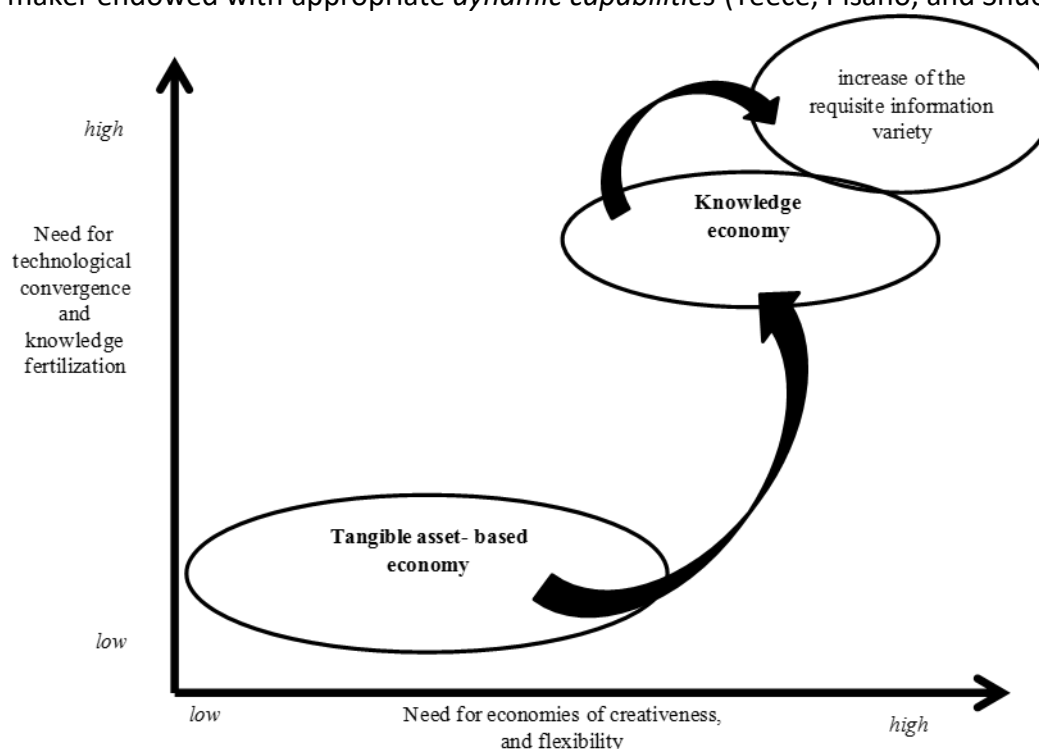 maker endowed with appropriate dynamic capabilities (Teece, Pisano, and
increase of the
requisite information
variety
high
Knowledge
economy
Need for
technological
convergence
and
knowledge
fertilization
Tangible asset- based
economy
low
low
Need for economies of creativeness,
and flexibility
high